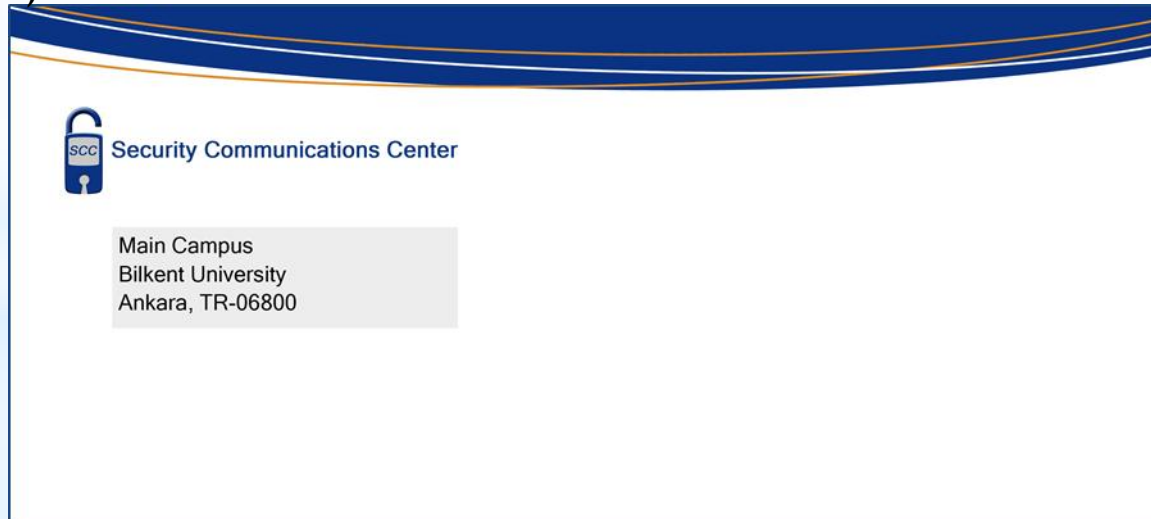 SCC
Security Communications Center
Main Campus
Bilkent University
Ankara, TR-06800